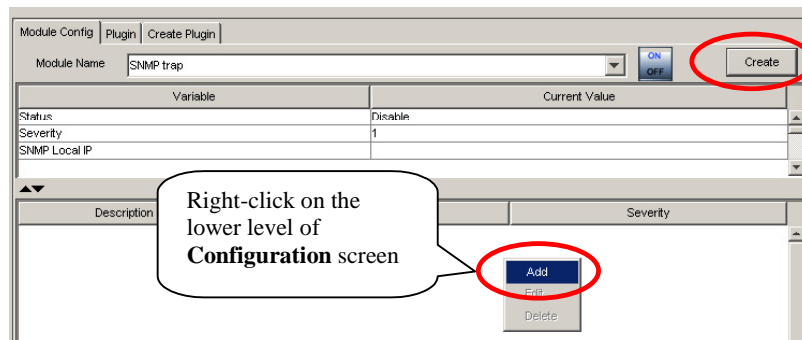 Module Config Plugin Create Plugin
Module Name SNMP trap ON OFF Create
Variable Current Value
Status Disable
Severity 1
SNMP Local IP
Description Severity
Right-click on the
lower level of
Configuration screen
Add
Edit
Delete